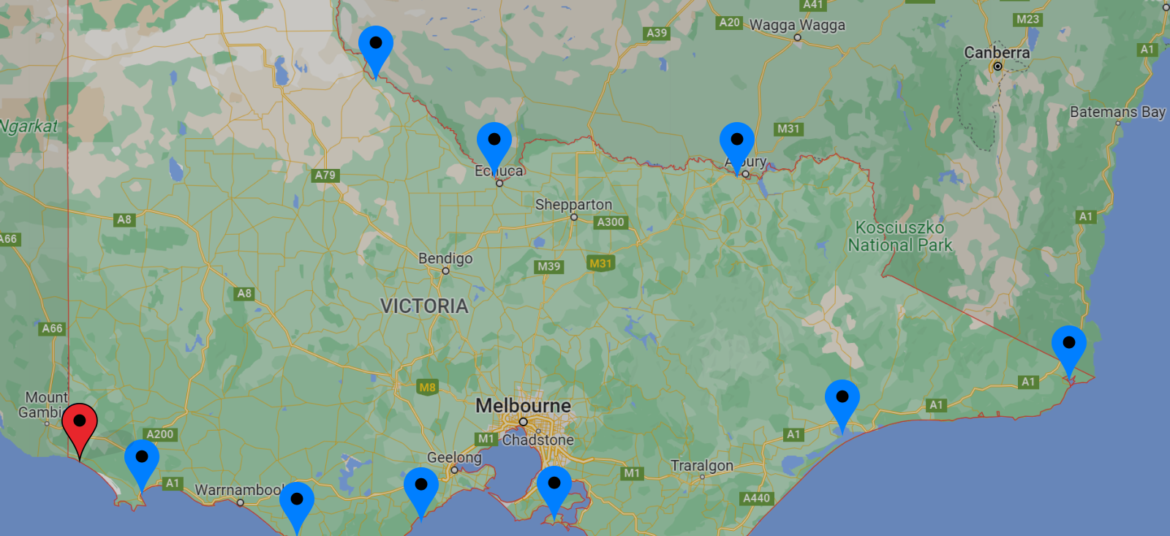 A41
M23
A20
Wagga Wagga
A39
A1
Canberra
Batemans Bay
Ngarkat
M31
Albury
Echuca
A79
Shepparton
A8
A300
A1
A66
Kosciuszko
National Park
Bendigo
M39
M31
A8
VICTORIA
A66
M8
A1
Mount
Gambier
Melbourne
A1
A200
M1
Chadstone
A1
Geelong
Traralgon
M1
A1
Warrnambool
A440